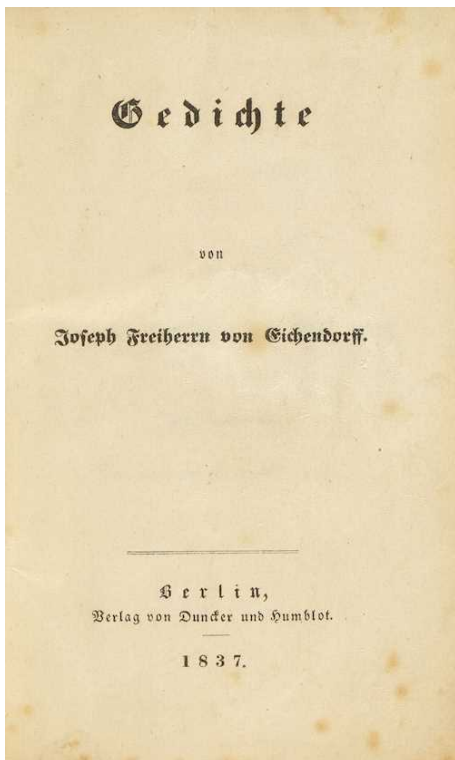 Gedichte
von
Joseph Freiherrn von Eichendorff.
Berlin,
Verlag von Duncker und Humblot.
1837.